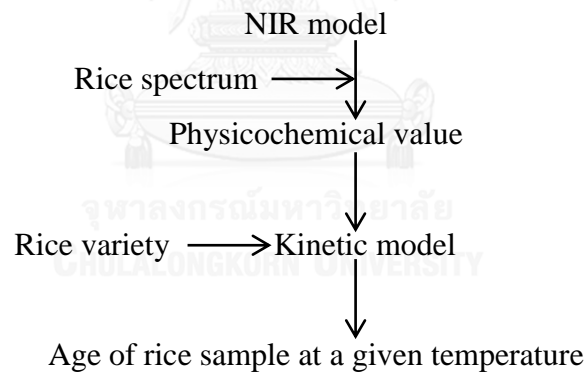 NIR model
Rice spectrum
Physicochemical value
จุฬาลงกรณ์มหาวิทยาลัย
Rice variety
Kinetic model
CHULALONGKORN UNIVERSITY
Age of rice sample at a given temperature